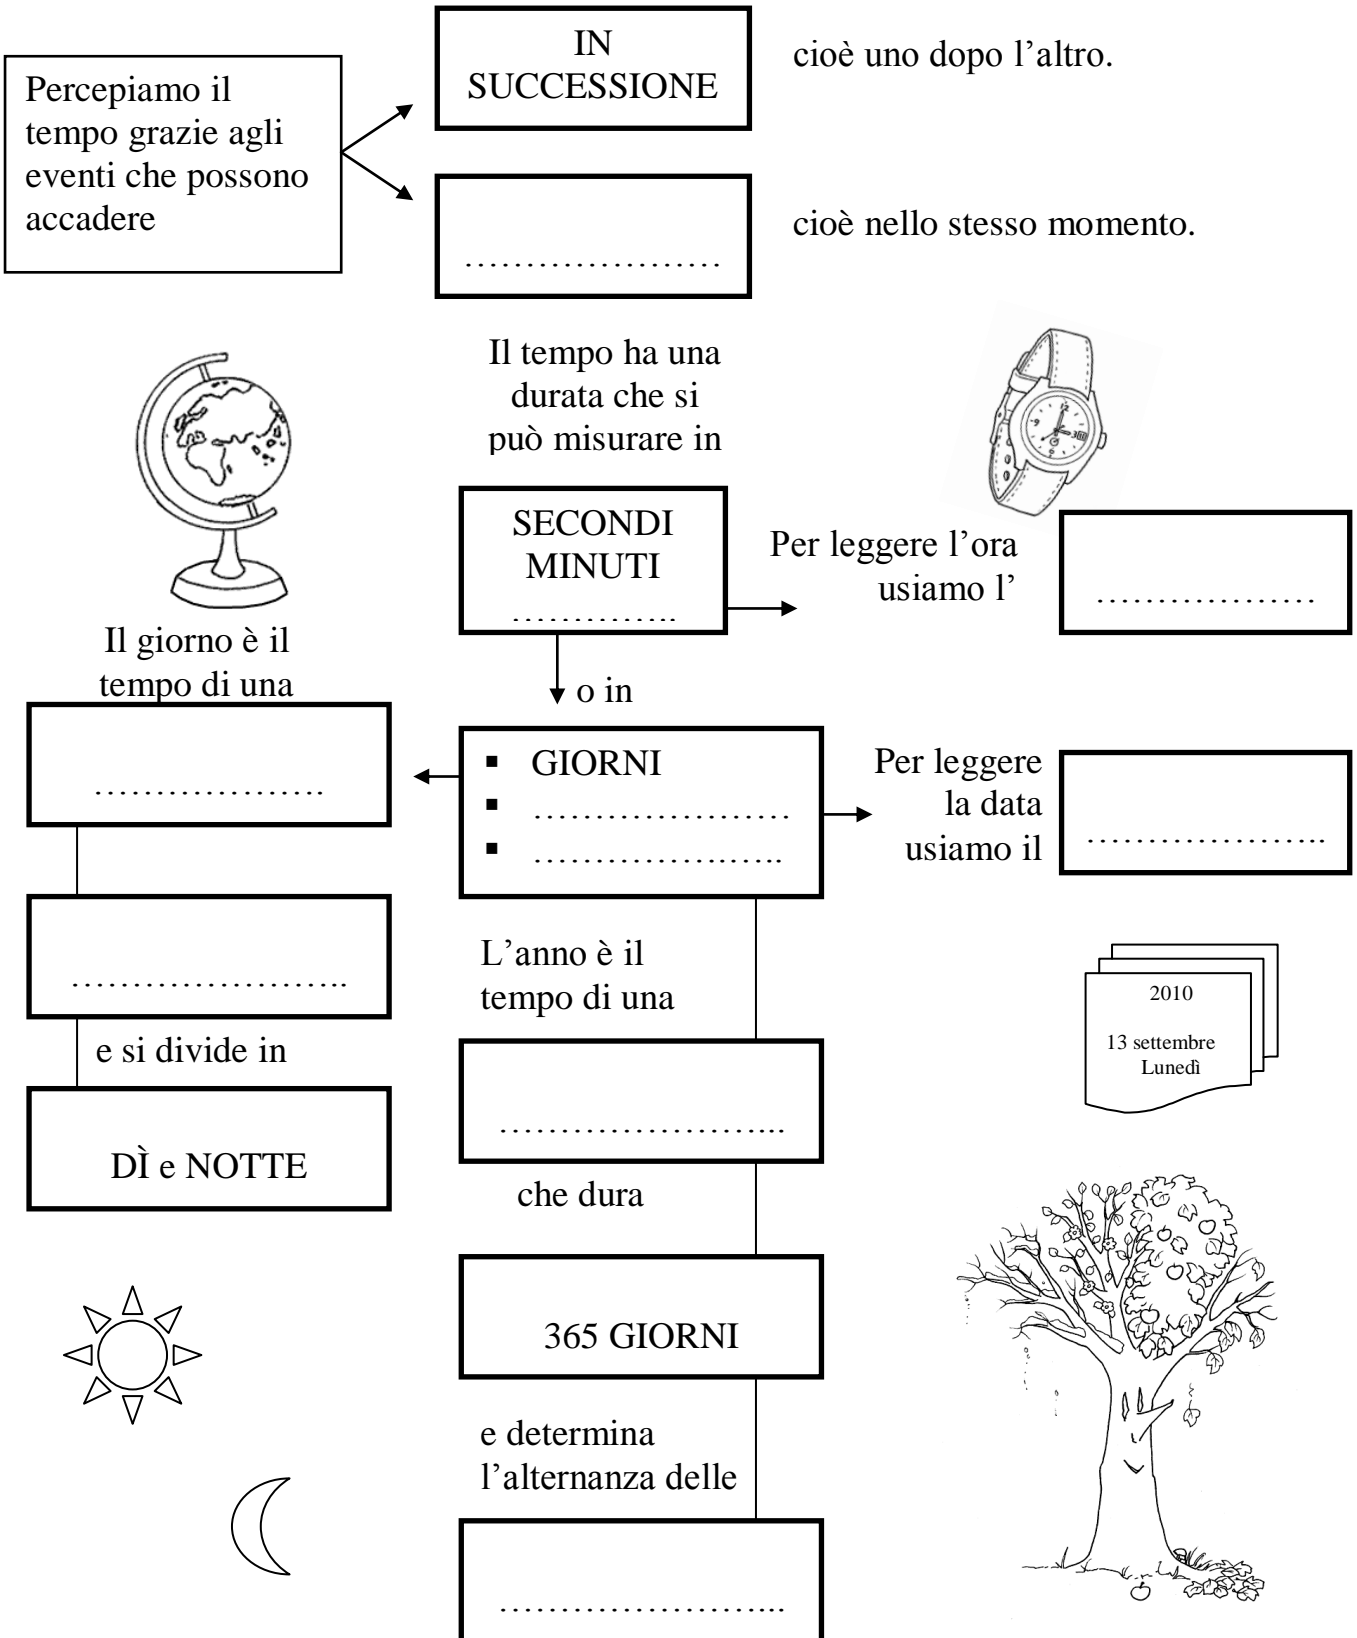 IN
SUCCESSIONE
cioè uno dopo l’altro.
Percepiamo il
tempo grazie agli
eventi che possono
accadere
…………………
cioè nello stesso momento.
Il tempo ha una
durata che si
può misurare in
SECONDI
MINUTI
…………..
Per leggere l’ora
usiamo l’
………………
Il giorno è il
tempo di una
……………….
o in
▪ GIORNI
▪ …………………
▪ …………….…..
Per leggere
la data
usiamo il
………………..
…………………..
e si divide in
DÌ e NOTTE
L’anno è il
tempo di una
…………………...
che dura
365 GIORNI
e determina
l’alternanza delle
…………………...
2010
13 settembre
Lunedì
12
9
3